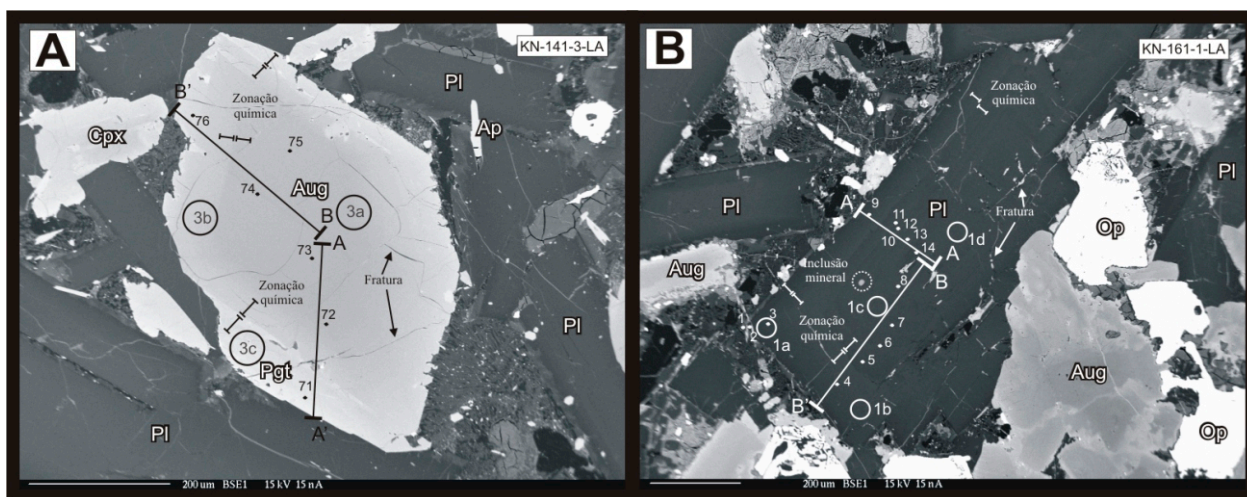 A
KN-141-3-LA
Pl
B'
Zonação
química
Cpx
76
75
Ap
74
Aug
3b
3a
B
A
73
Zonação
química
Fratura
72
Pl
3c
Pgt
71
Pl
A'
200 um BSE1 15 kV 15 nA
B
KN-161-1-LA
Zonação
química
Pl
Pl
A'
9
Pl
11
12
13
10
14
1d
Fratura
Op
A
B
Inclusão
mineral
8
Aug
1c
1
3
2
1a
Zonação
química
7
6
5
Aug
4
B'
1b
Op
200 um BSE1 15 kV 15 nA